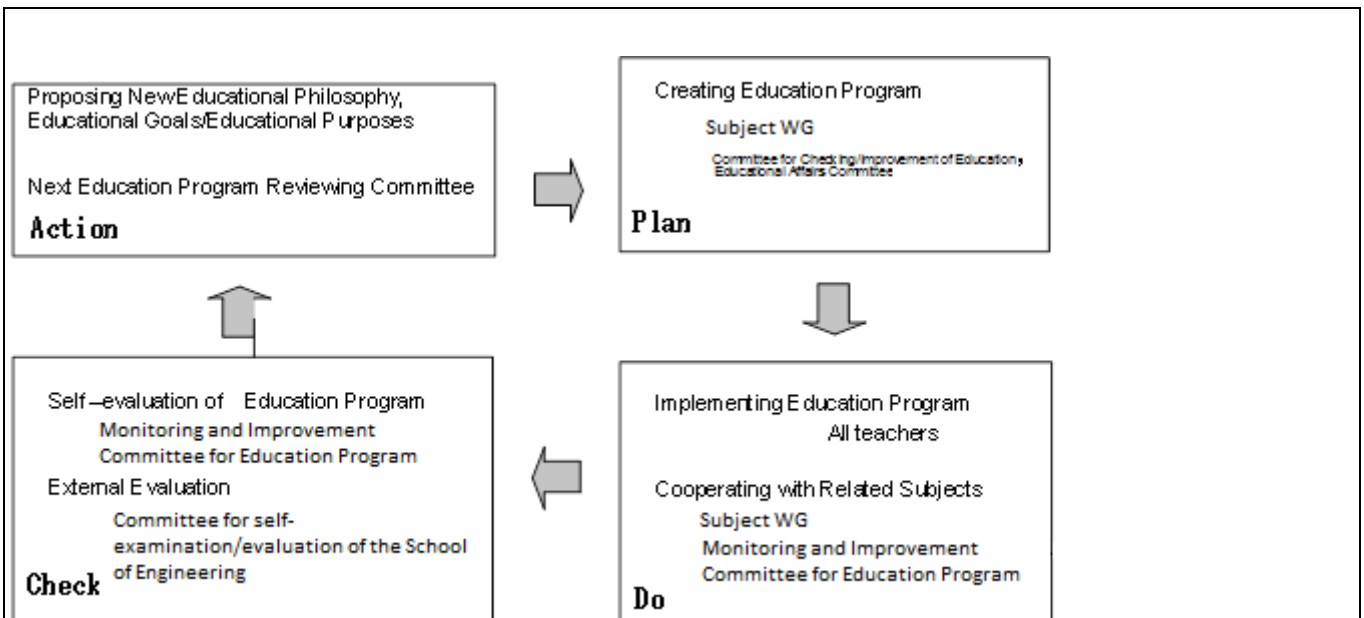 Proposing New Educational Philosophy,
Educational Goals/Educational Purposes
Next Education Program Reviewing Committee
Action
Creating Education Program
Subject WG
Committee for Checking/Improvement of Education,
Educational Affairs Committee
Plan
Self-evaluation of Education Program
Monitoring and Improvement
Committee for Education Program
External Evaluation
Committee for self-
examination/evaluation of the School
of Engineering
Check
Implementing Education Program
All teachers
Cooperating with Related Subjects
Subject WG
Monitoring and Improvement
Committee for Education Program
Do